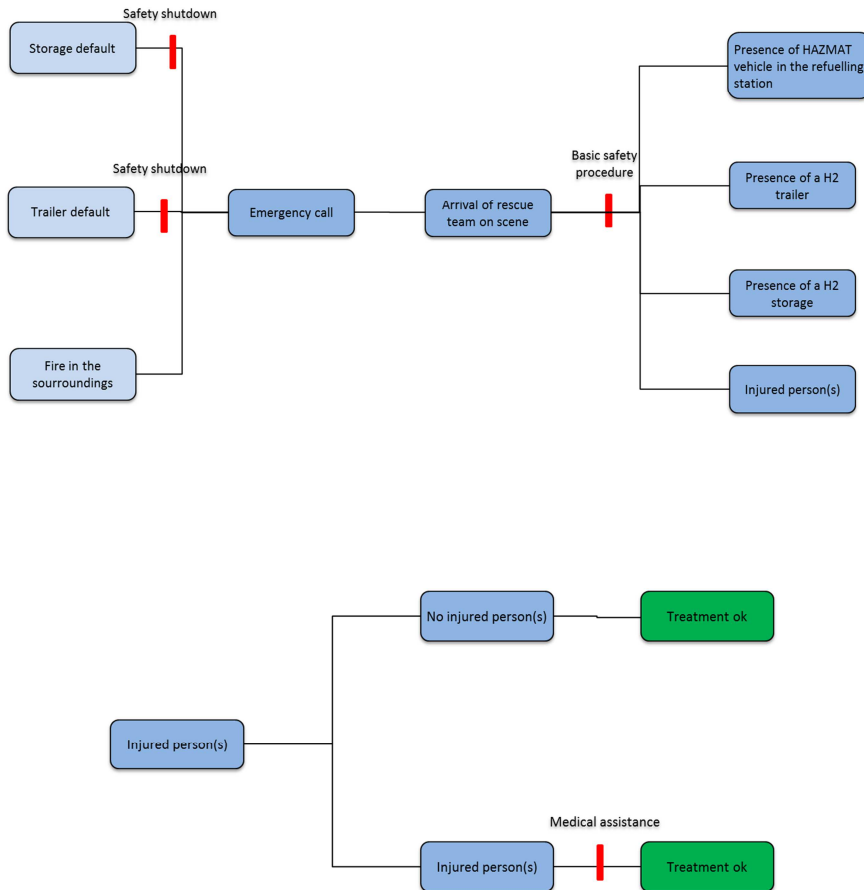 Safety shutdown
Storage default
Presence of HAZMAT
vehicle in the refuelling
station
Safety shutdown
Basic safety
procedure
Trailer default
Emergency call
Arrival of rescue
team on scene
Presence of a H2
trailer
Presence of a H2
storage
Fire in the
sourroundings
Injured person(s)
No injured person(s)
Treatment ok
Injured person(s)
Medical assistance
Injured person(s)
Treatment ok